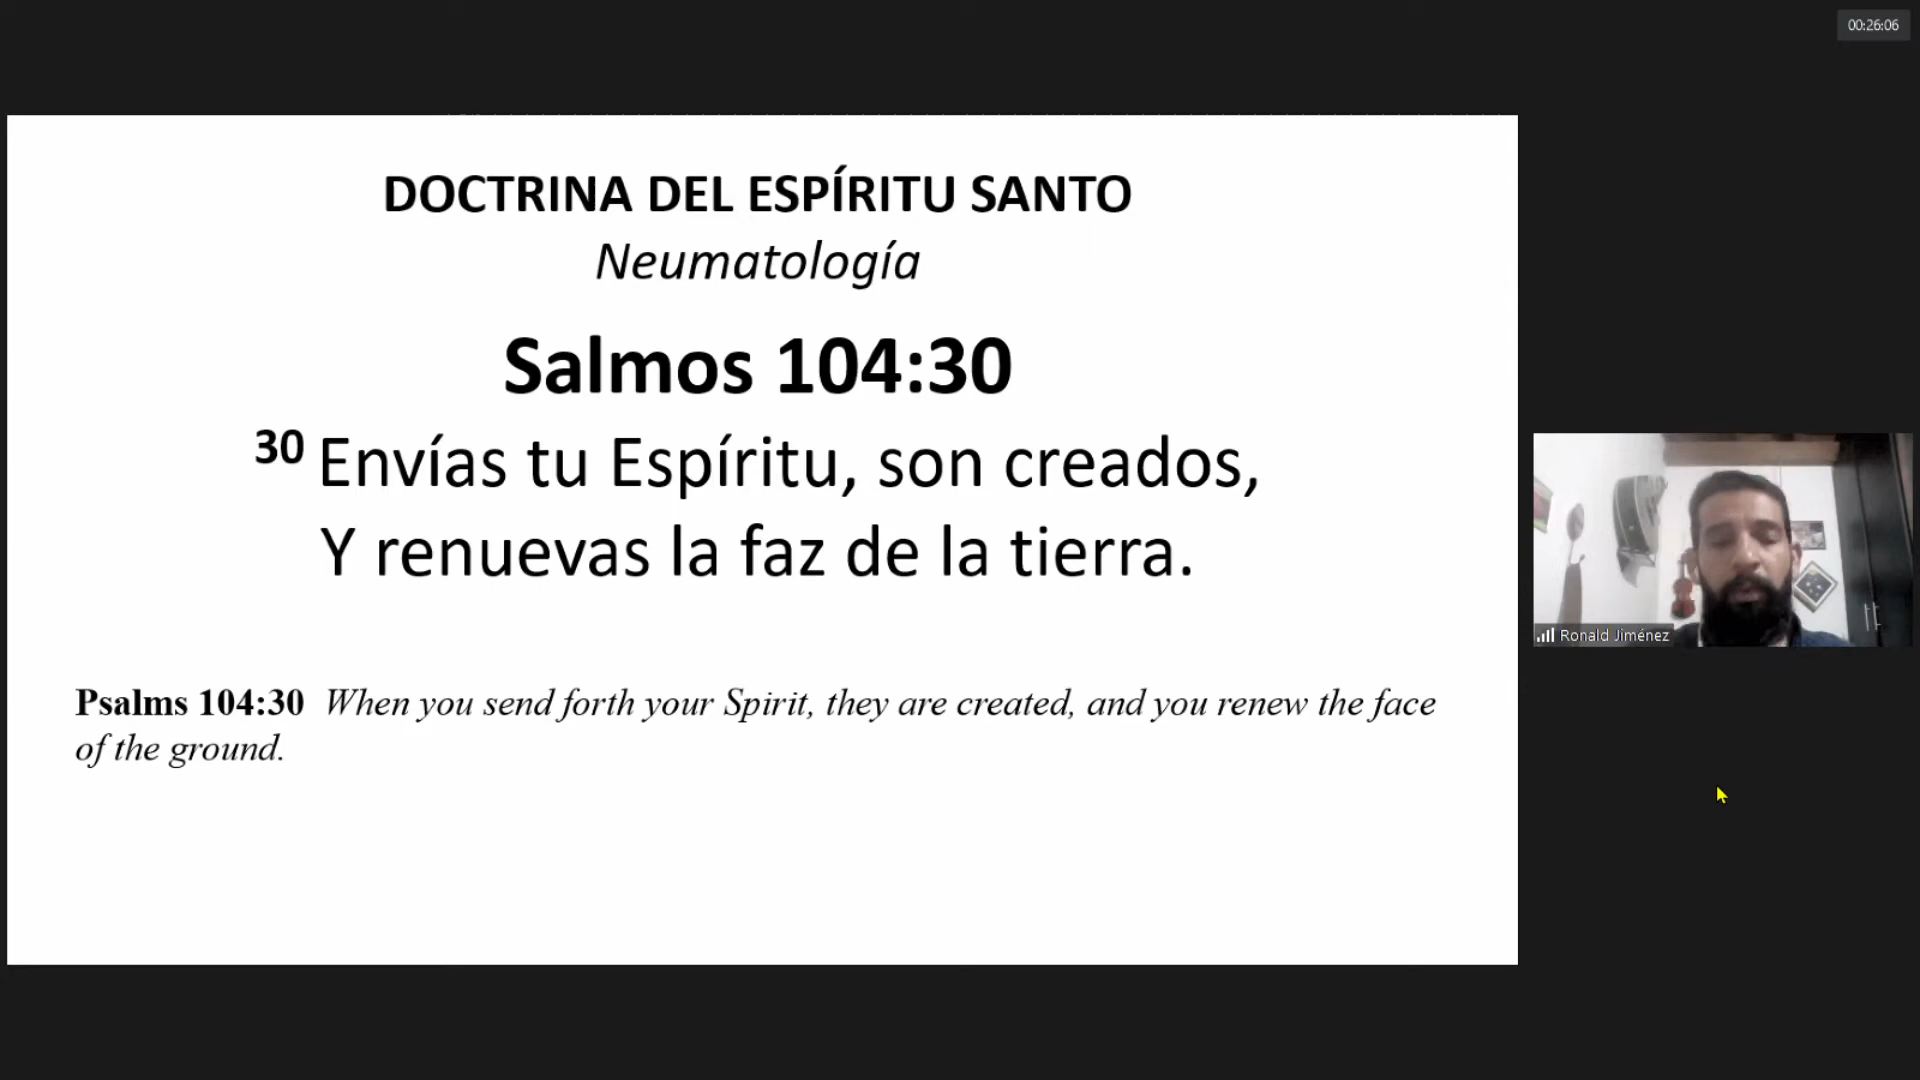 00:26:06
DOCTRINA DEL ESPÍRITU SANTO
Neumatología
Salmos 104:30
30 Envías tu Espíritu, son creados,
Y renuevas la faz de la tierra.
Psalms 104:30 When you send forth your Spirit, they are created, and you renew the face
of the ground.
Ronald Jiménez